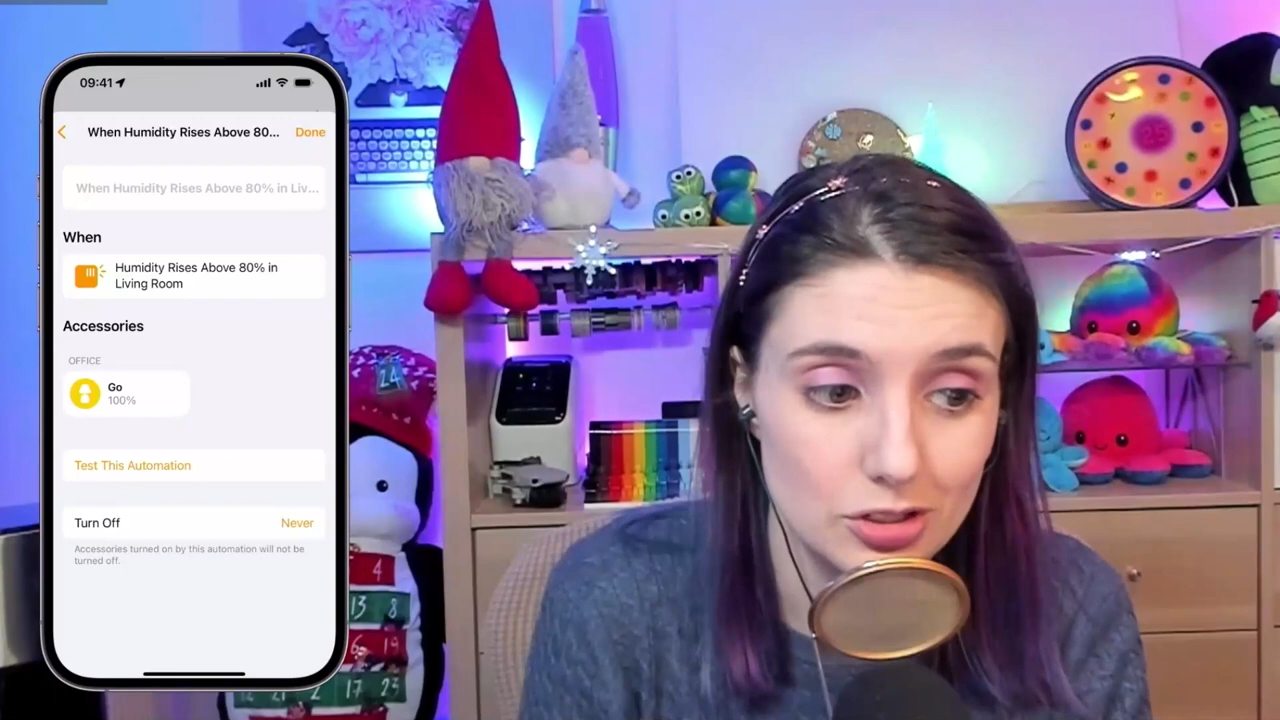 09:41
When Humidity Rises Above 80...
Done
When Humidity Rises Above 80% in Liv...
When
Humidity Rises Above 80% in
Living Room
Accessories
OFFICE
Go
100%
Test This Automation
Turn Off
Never
Accessories turned on by this automation will not be
turned off.
24
4
13 8
6 19
2 17 23